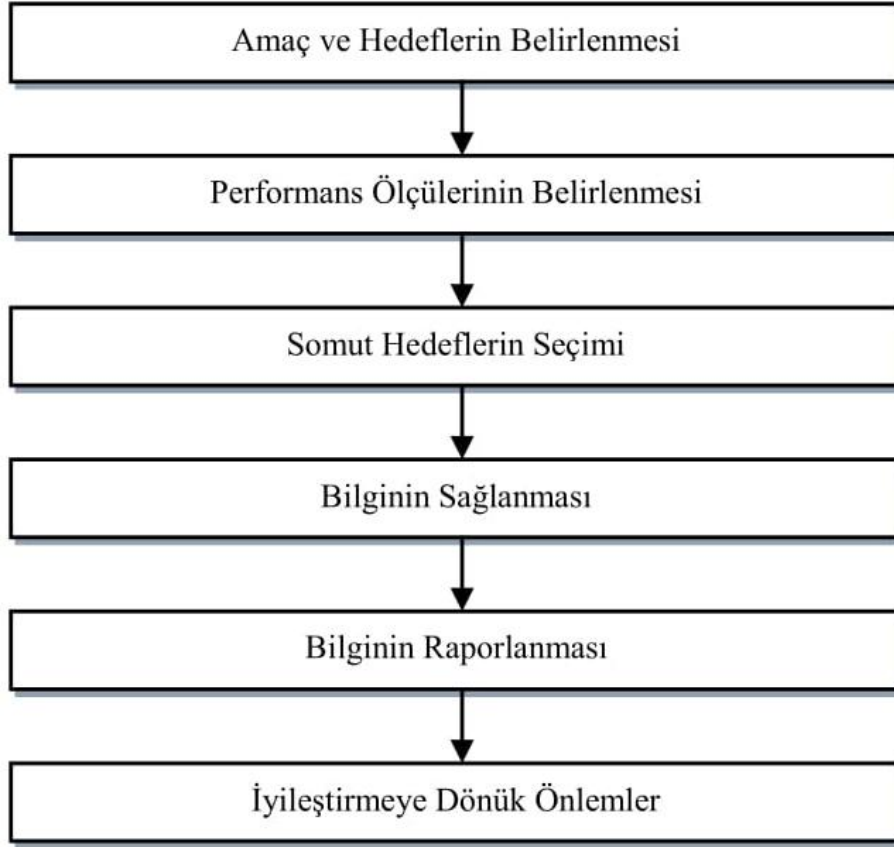 Amaç ve Hedeflerin Belirlenmesi
Performans Ölçülerinin Belirlenmesi
Somut Hedeflerin Seçimi
Bilginin Sağlanması
Bilginin Raporlanması
İyileştirmeye Dönük Önlemler